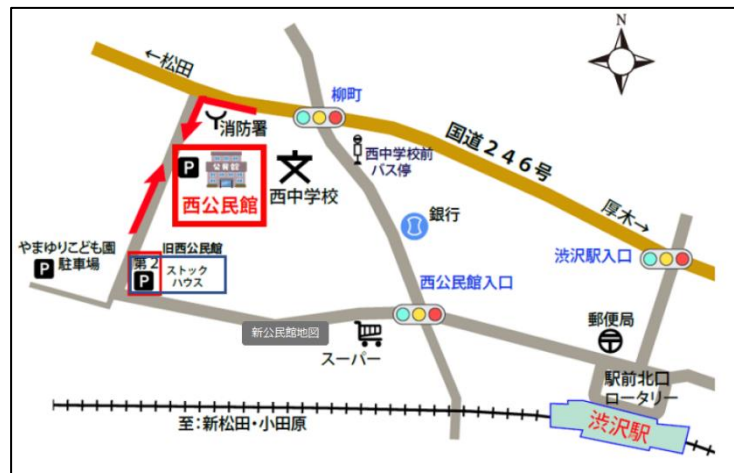 N
←松田
柳町
消防署
国道246号
P
公民館
西公民館
西中学校
西中学校前
バス停
厚木→
銀行
渋沢駅入口
やまゆりこども園
P 駐車場
旧西公民館
第2
P
ストック
ハウス
西公民館入口
新公民館地図
スーパー
郵便局
駅前北口
ロータリー
渋沢駅
至:新松田・小田原